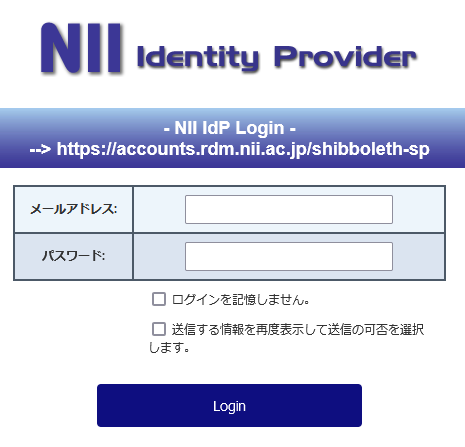 NII Identity Provider
- NII IdP Login -
--> https://accounts.rdm.nii.ac.jp/shibboleth-sp
メールアドレス:
パスワード:
ログインを記憶しません。
送信する情報を再度表示して送信の可否を選択
します。
Login